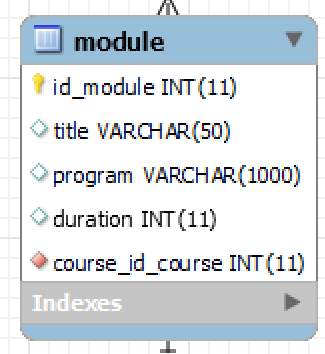 module
id_module INT(11)
title VARCHAR(50)
program VARCHAR(1000)
duration INT(11)
course_id_course INT(11)
Indexes